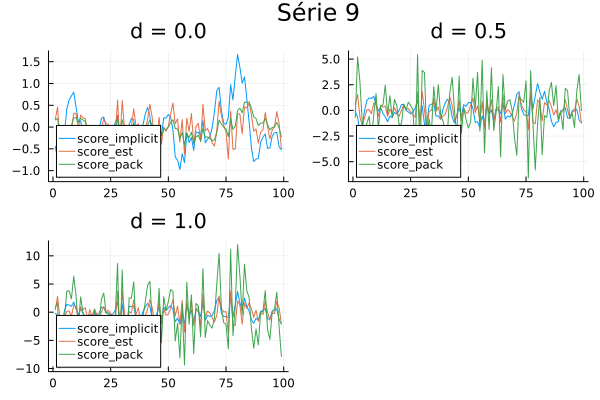 Série 9
d = 0.0
1.5
1.0
0.5
0.0
−0.5
−1.0
score_implicit
score_est
score_pack
0 25 50 75 100
d = 0.5
5.0
2.5
0.0
−2.5
−5.0
score_implicit
score_est
score_pack
0 25 50 75 100
d = 1.0
10
5
0
−5
−10
score_implicit
score_est
score_pack
0 25 50 75 100